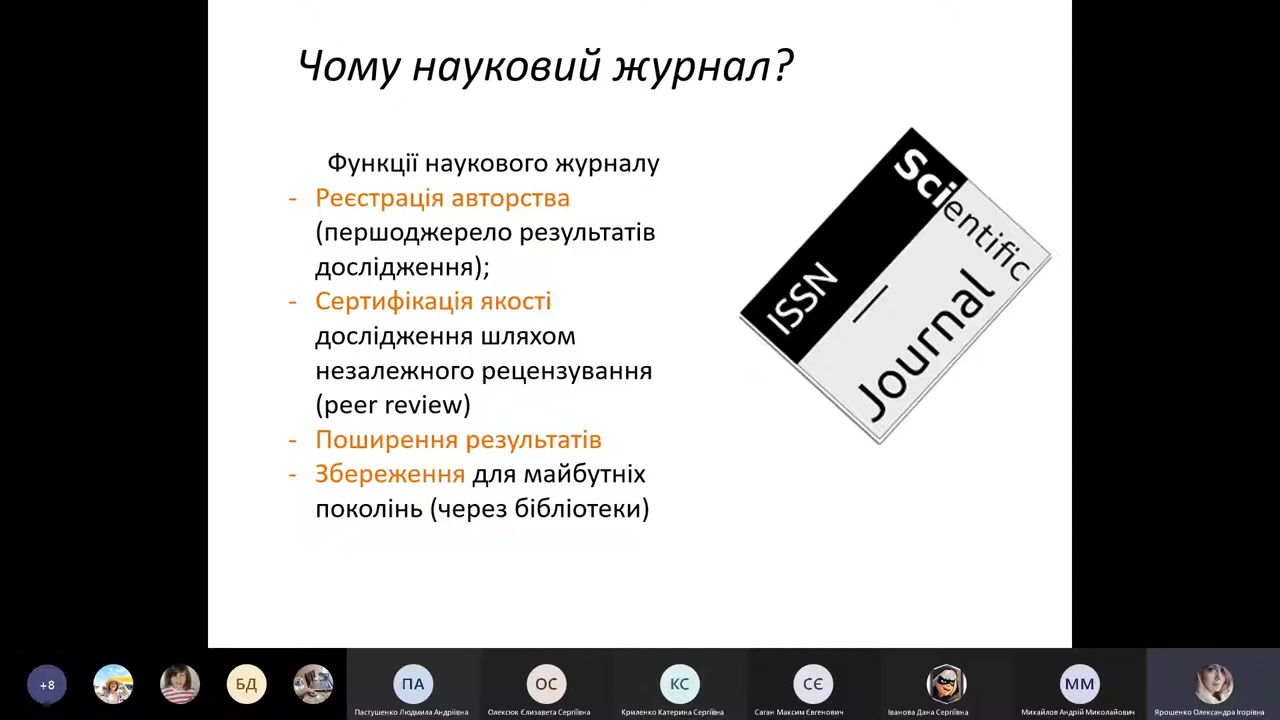 Чому науковий журнал?
Функції наукового журналу
- Реєстрація авторства
(першоджерело результатів
дослідження);
- Сертифікація якості
дослідження шляхом
незалежного рецензування
(peer review)
- Поширення результатів
- Збереження для майбутніх
поколінь (через бібліотеки)
Scientific
Journal
ISSN
+8
БД
ПА
ОС
КС
СЄ
ММ
Пастушенко Людмила Андріївна
Олексюк Єлизавета Сергіївна
Криленко Катерина Сергіївна
Саган Максим Євгенович
Іванова Дана Сергіївна
Михайлов Андрій Миколайович
Ярошенко Олександра Ігорівна